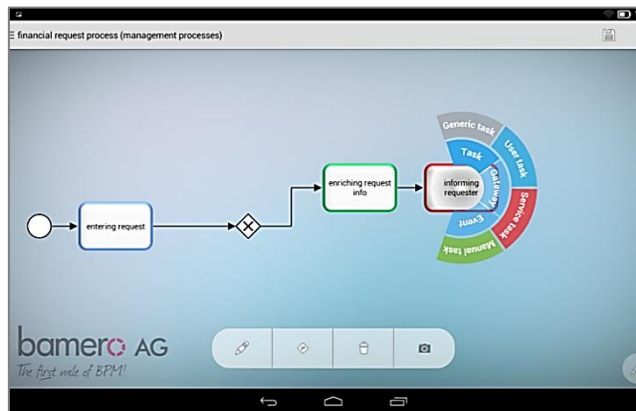 financial request process (management processes)
Generic task
User task
Task
Gateway
enriching request
info
informing
requester
Service task
entering request
Event
Manual task
bamero AG
The first mile of BPM!